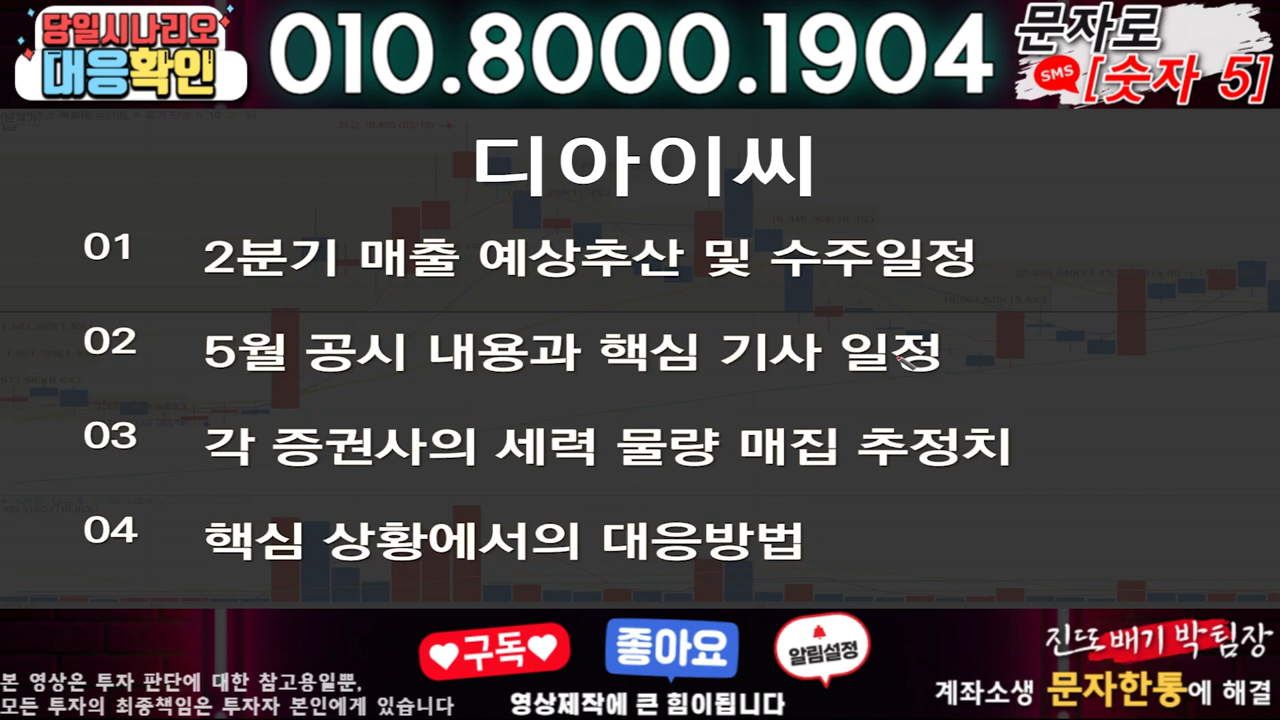 당일시나리오
대응확인
010.8000.1904
문자로
SMS [숫자 5]
디아이씨
01 2분기 매출 예상추산 및 수주일정
02 5월 공시 내용과 핵심 기사 일정
03 각 증권사의 세력 물량 매집 추정치
04 핵심 상황에서의 대응방법
구독
좋아요
알림설정
영상제작에 큰 힘이됩니다
본 영상은 투자 판단에 대한 참고용일뿐,
모든 투자의 최종책임은 투자자 본인에게 있습니다
진또배기 박팀장
계좌소생 문자한통에 해결